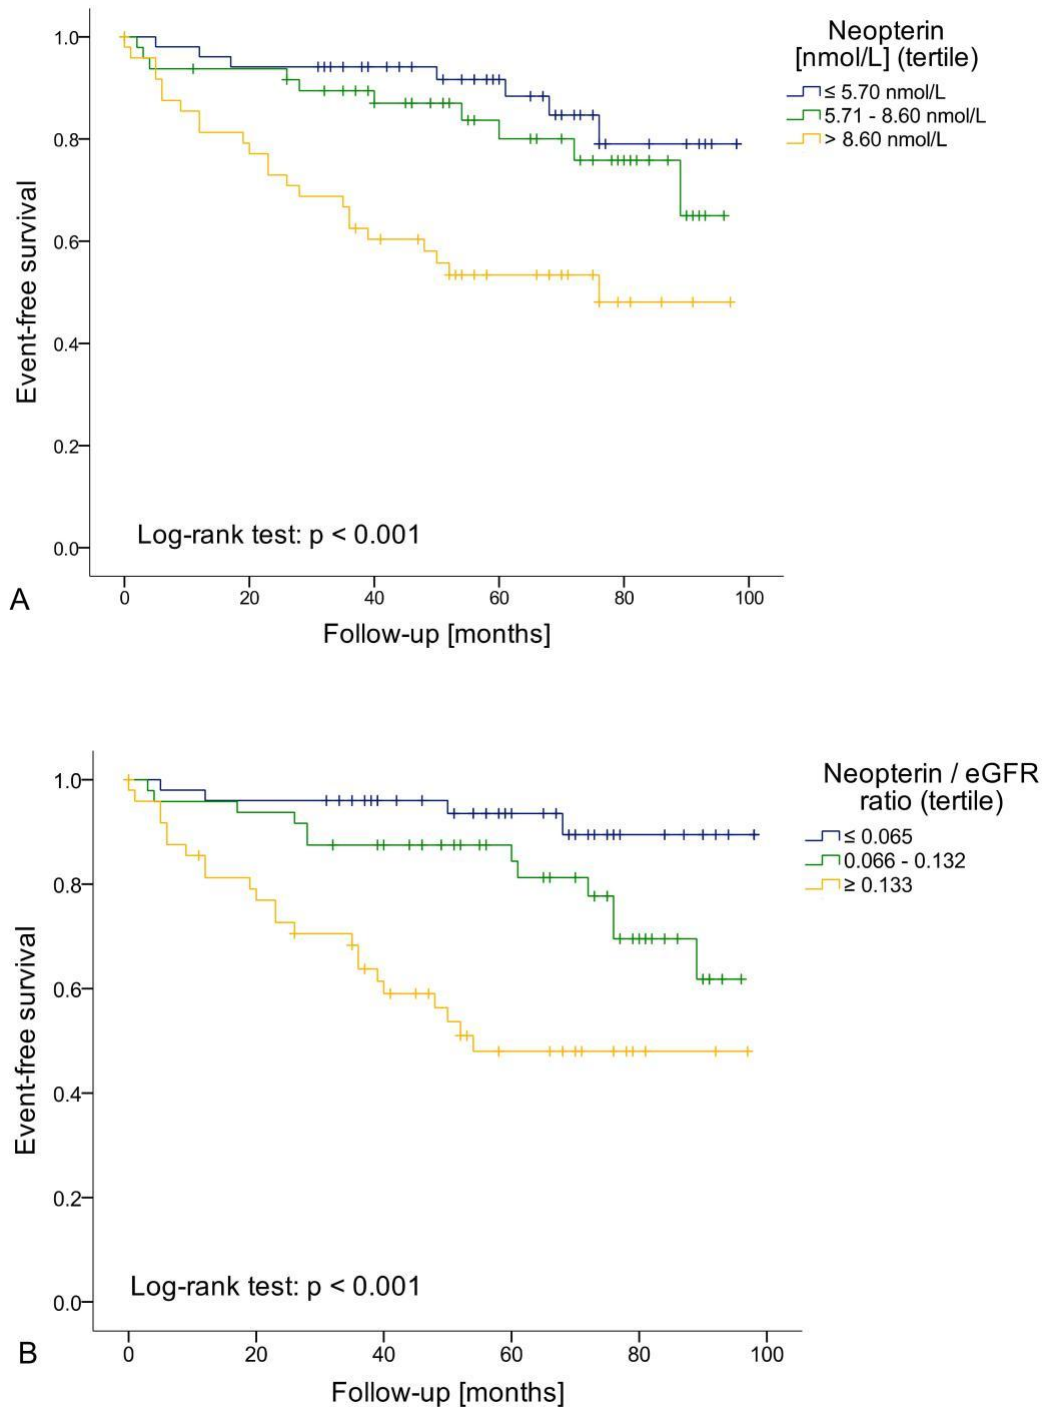 Neopterin
[nmol/L] (tertile)
≤ 5.70 nmol/L
5.71 - 8.60 nmol/L
> 8.60 nmol/L
Event-free survival
1.0
0.8
0.6
0.4
0.2
0.0
Log-rank test: p < 0.001
A
0 20 40 60 80 100
Follow-up [months]
Neopterin / eGFR
ratio (tertile)
≤ 0.065
0.066 - 0.132
≥ 0.133
Event-free survival
1.0
0.8
0.6
0.4
0.2
0.0
Log-rank test: p < 0.001
B
0 20 40 60 80 100
Follow-up [months]